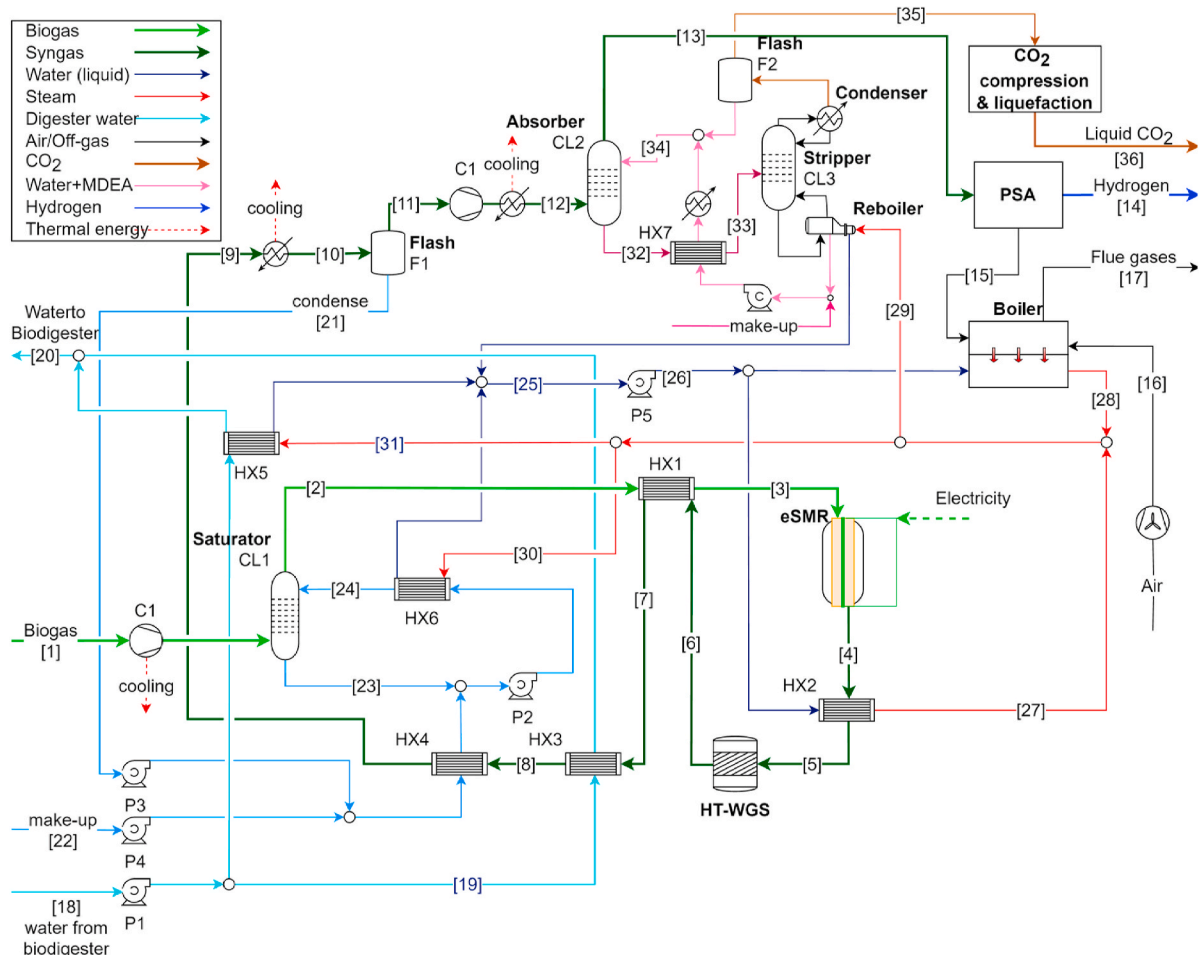 Biogas
Syngas
Water (liquid)
Steam
Digester water
Air/Off-gas
CO2
Water+MDEA
Hydrogen
Thermal energy
[35]
[13]
Flash
F2
CO2
compression
& liquefaction
Condenser
Absorber
CL2
C1
cooling
[34]
Stripper
CL3
Liquid CO2
[36]
PSA
Hydrogen
[14]
cooling
[11]
[12]
Reboiler
[9]
[10]
Flash
F1
[32]
HX7
[33]
[15]
Flue gases
[17]
condense
[21]
C
make-up
[29]
Boiler
Waterto
Biodigester
[20]
[25]
[26]
P5
[28]
[16]
[31]
HX5
HX1
[2]
[3]
Electricity
eSMR
Saturator
CL1
[30]
[24]
HX6
[7]
Air
C1
Biogas
[1]
cooling
[6]
[4]
[23]
P2
HX2
[27]
HX4
HX3
[8]
[5]
P3
HT-WGS
make-up
[22]
P4
[19]
[18]
P1
water from
biodigester